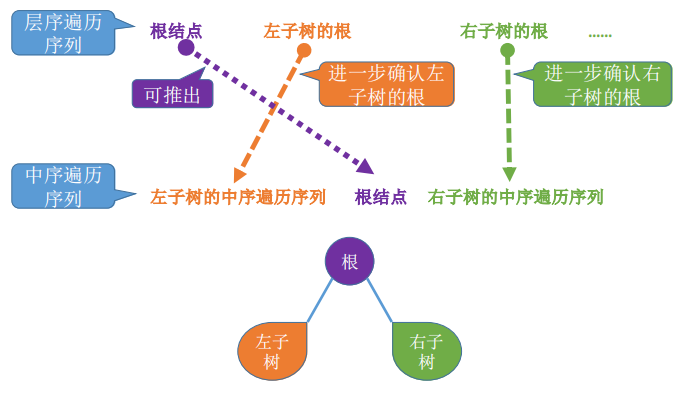 层序遍历
序列
根结点
左子树的根
右子树的根
......
可推出
进一步确认左
子树的根
进一步确认右
子树的根
中序遍历
序列
左子树的中序遍历序列
根结点
右子树的中序遍历序列
根
左子
树
右子
树